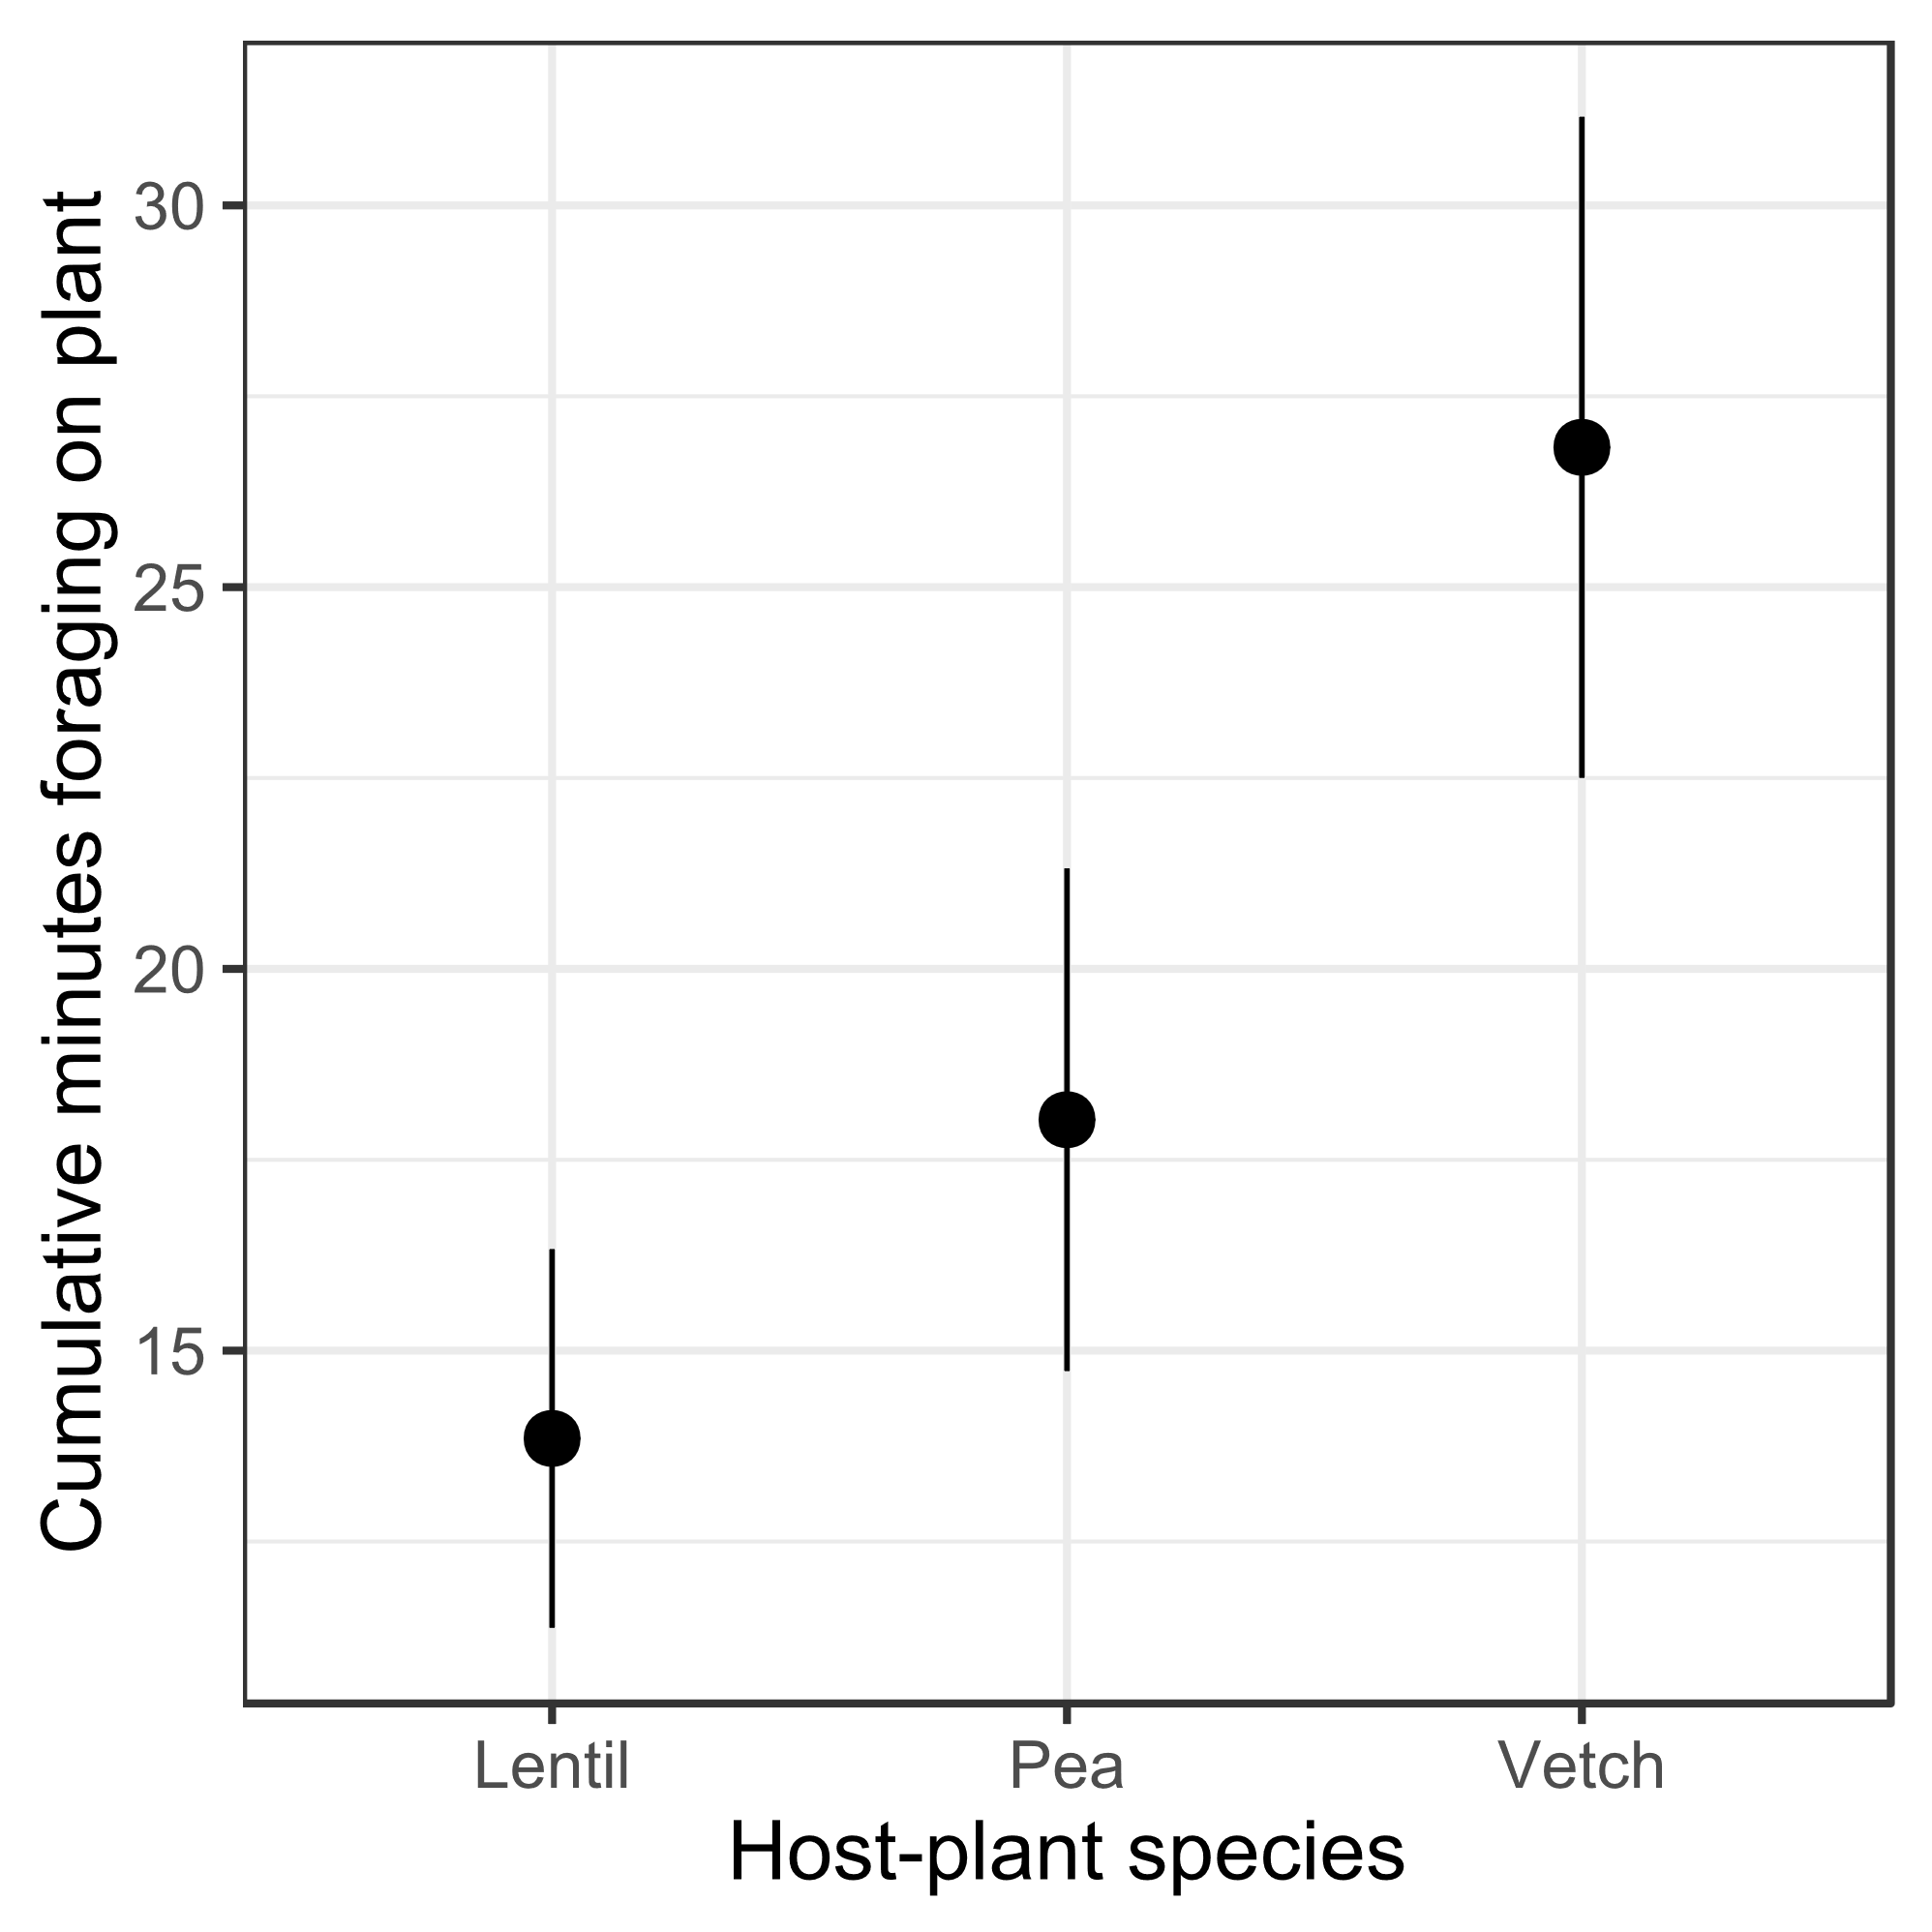 Cumulative minutes foraging on plant
30
25
20
15
Lentil
Pea
Vetch
Host-plant species